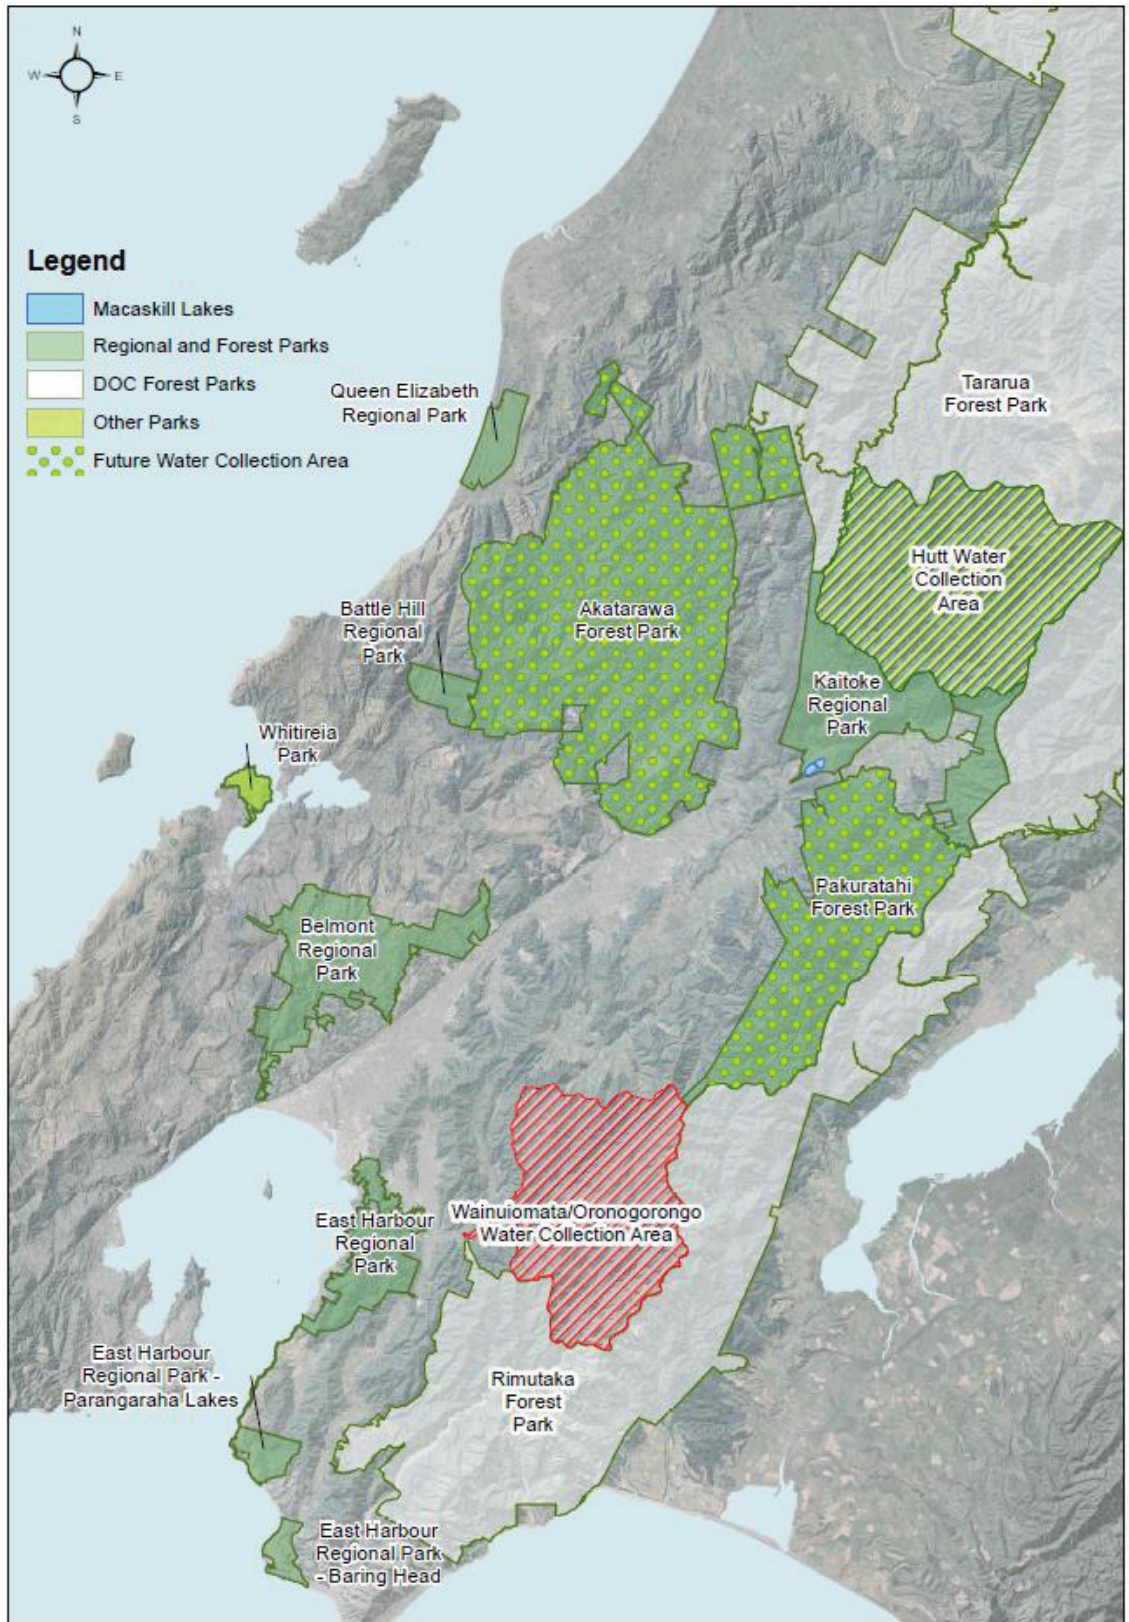 N
W
E
S
Legend
Macaskill Lakes
Regional and Forest Parks
DOC Forest Parks
Other Parks
Future Water Collection Area
Queen Elizabeth
Regional Park
Tararua
Forest Park
Hutt Water
Collection
Area
Battle Hill
Regional
Park
Akatarawa
Forest Park
Kaitoke
Regional
Park
Whitireia
Park
Pakuratahi
Forest Park
Belmont
Regional
Park
Wainuiomata/Oronogorongo
Water Collection Area
East Harbour
Regional
Park
East Harbour
Regional Park -
Parangaraha Lakes
Rimutaka
Forest
Park
East Harbour
Regional Park
- Baring Head